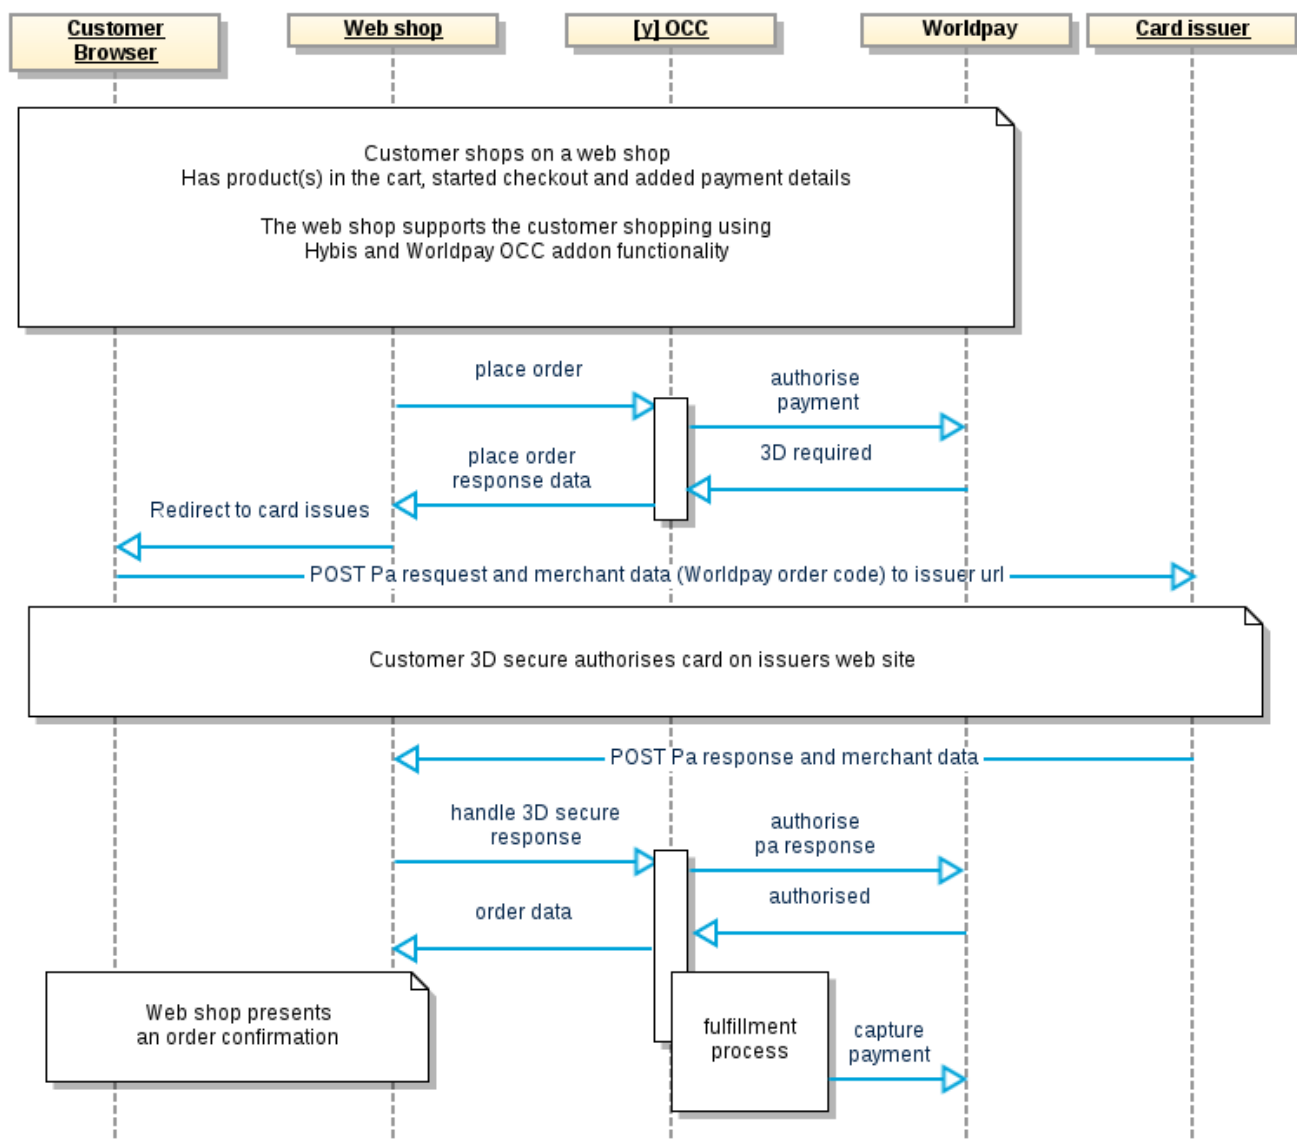 Customer
Browser
Web shop
[y] OCC
Worldpay
Card issuer
Customer shops on a web shop
Has product(s) in the cart, started checkout and added payment details
The web shop supports the customer shopping using
Hybis and Worldpay OCC addon functionality
place order
authorise
payment
3D required
place order
response data
Redirect to card issues
POST Pa resquest and merchant data (Worldpay order code) to issuer url
Customer 3D secure authorises card on issuers web site
POST Pa response and merchant data
handle 3D secure
response
authorise
pa response
authorised
order data
Web shop presents
an order confirmation
fulfillment
process
capture
payment